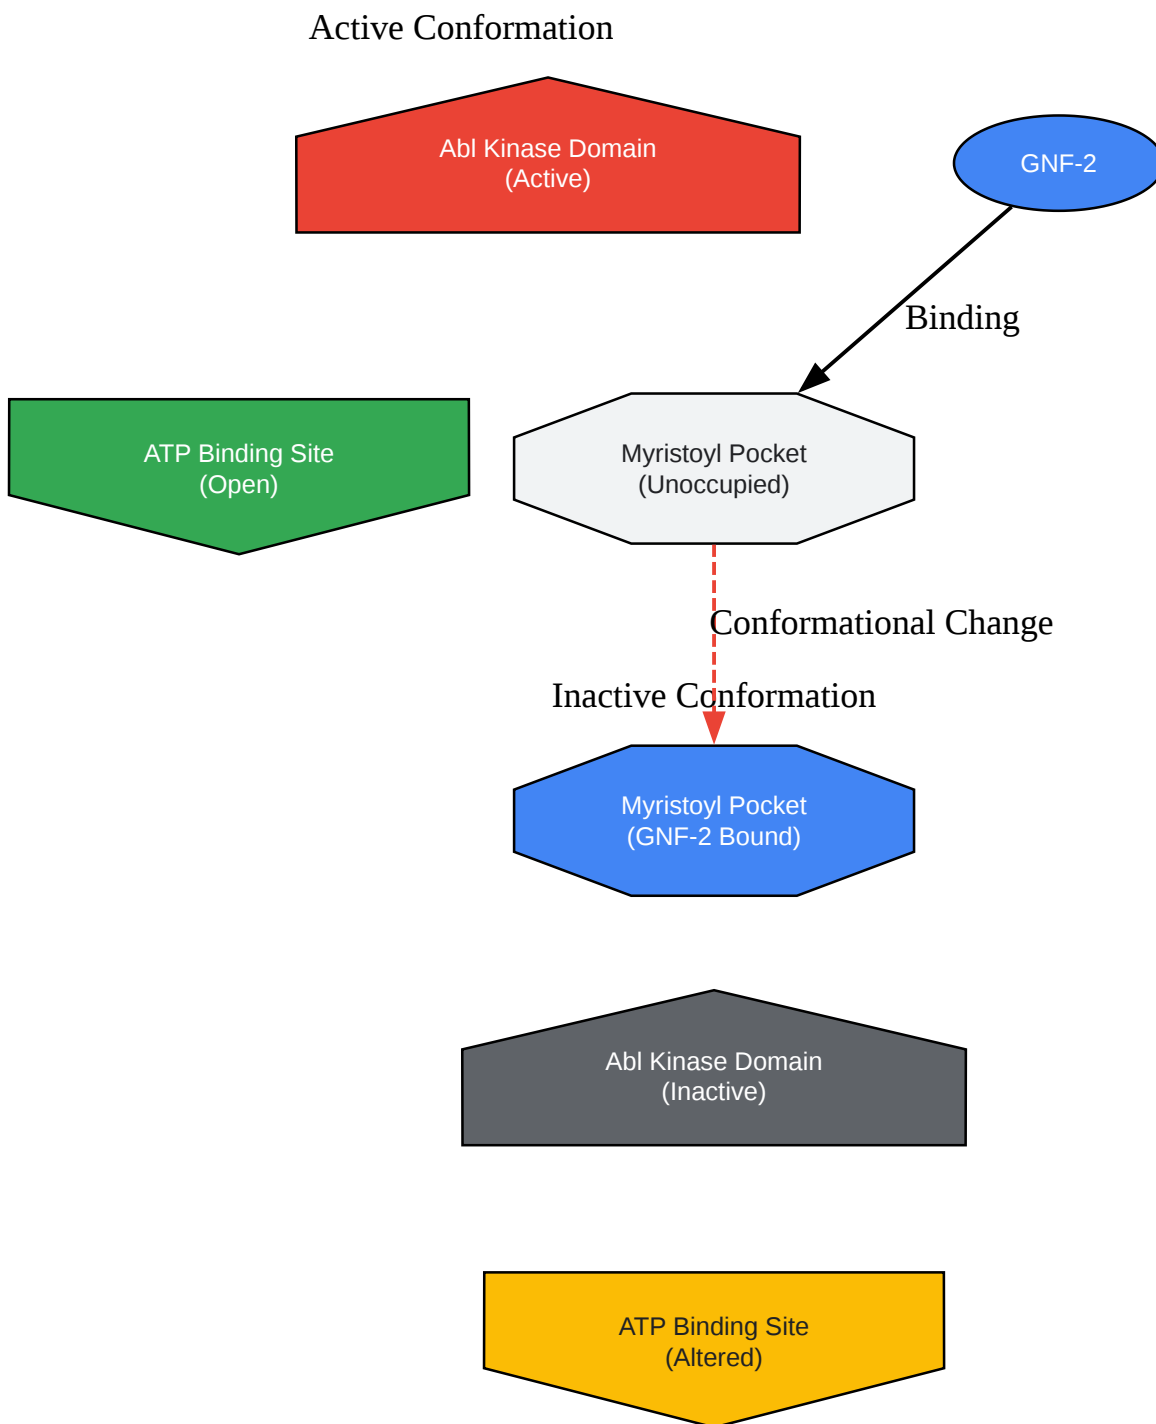 Active Conformation
Abl Kinase Domain
(Active)
GNF-2
Binding
ATP Binding Site
(Open)
Myristoyl Pocket
(Unoccupied)
Conformational Change
Inactive Conformation
Myristoyl Pocket
(GNF-2 Bound)
Abl Kinase Domain
(Inactive)
ATP Binding Site
(Altered)